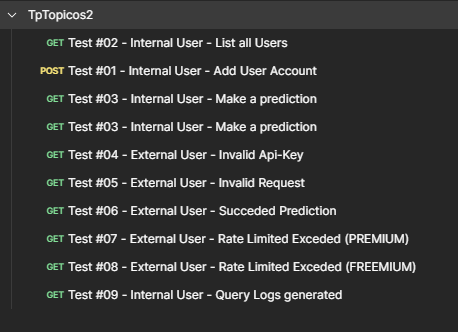 TpTopicos2
GET Test #02 - Internal User - List all Users
POST Test #01 - Internal User - Add User Account
GET Test #03 - Internal User - Make a prediction
GET Test #03 - Internal User - Make a prediction
GET Test #04 - External User - Invalid Api-Key
GET Test #05 - External User - Invalid Request
GET Test #06 - External User - Succeded Prediction
GET Test #07 - External User - Rate Limited Exceded (PREMIUM)
GET Test #08 - External User - Rate Limited Exceded (FREEMIUM)
GET Test #09 - Internal User - Query Logs generated